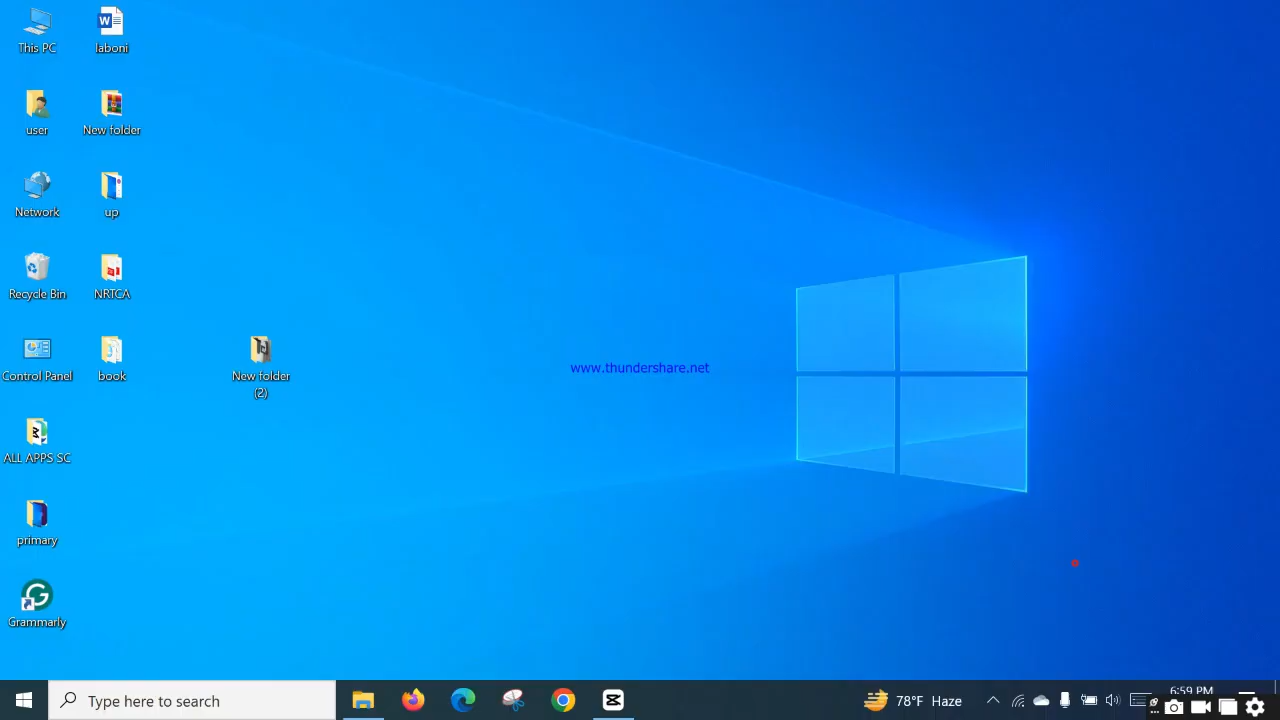 This PC
laboni
user
New folder
Network
up
Recycle Bin
NRTCA
Control Panel
book
New folder
(2)
www.thundershare.net
ALL APPS SC
primary
Grammarly
Type here to search
78°F Haze
6:59 PM